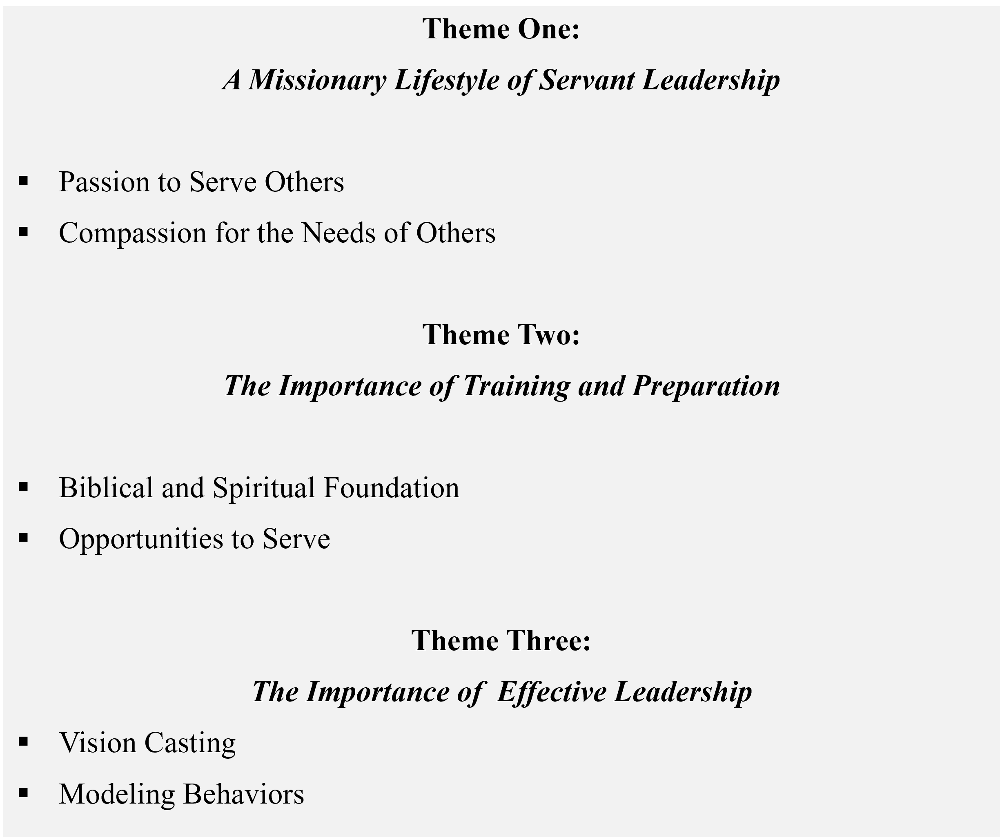 Theme One:
A Missionary Lifestyle of Servant Leadership
▪ Passion to Serve Others
▪ Compassion for the Needs of Others
Theme Two:
The Importance of Training and Preparation
▪ Biblical and Spiritual Foundation
▪ Opportunities to Serve
Theme Three:
The Importance of  Effective Leadership
▪ Vision Casting
▪ Modeling Behaviors